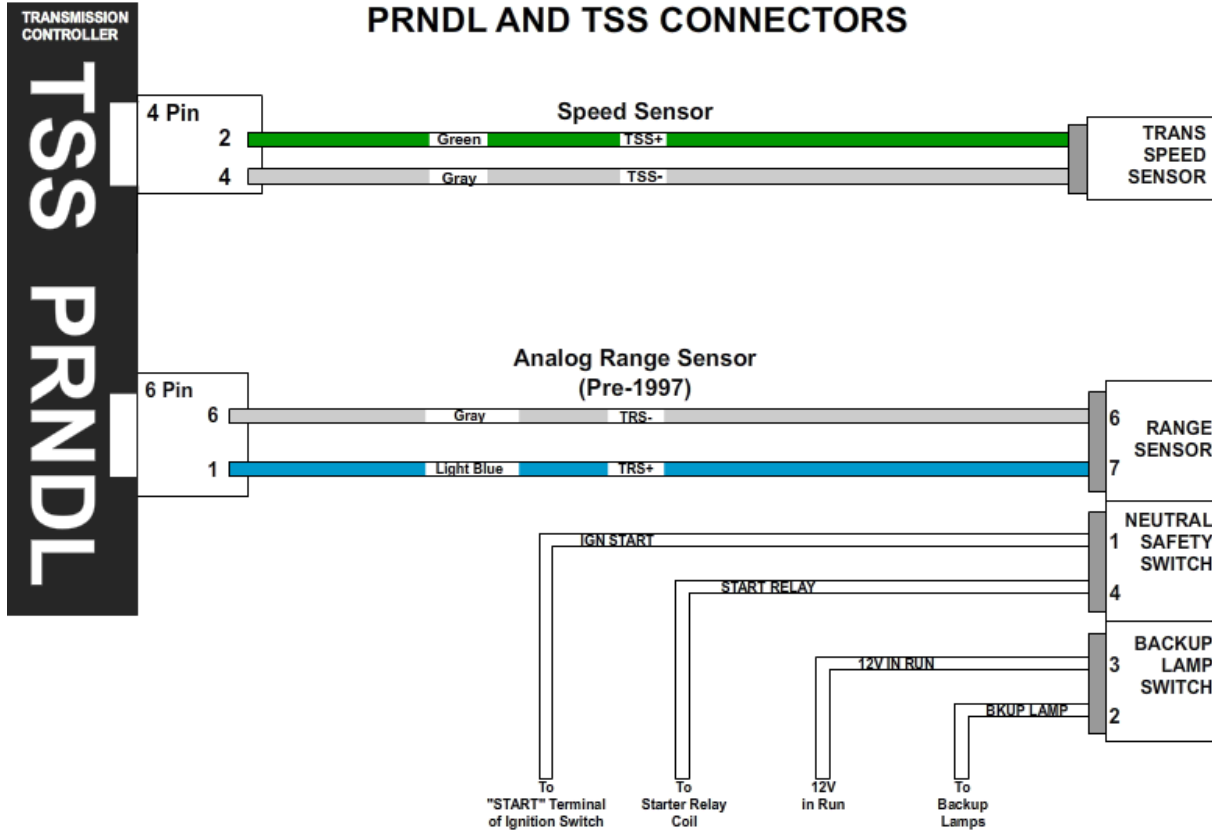 TRANSMISSION
CONTROLLER
PRNDL AND TSS CONNECTORS
TSS PRNDL
4 Pin
Speed Sensor
2
Green
TSS+
4
Gray
TSS-
TRANS
SPEED
SENSOR
Analog Range Sensor
(Pre-1997)
6 Pin
6
Gray
TRS-
6
1
Light Blue
TRS+
7
RANGE
SENSOR
IGN START
1
START RELAY
4
NEUTRAL
SAFETY
SWITCH
12V IN RUN
3
BKUP LAMP
2
BACKUP
LAMP
SWITCH
To
"START" Terminal
of Ignition Switch
To
Starter Relay
Coil
12V
in Run
To
Backup
Lamps